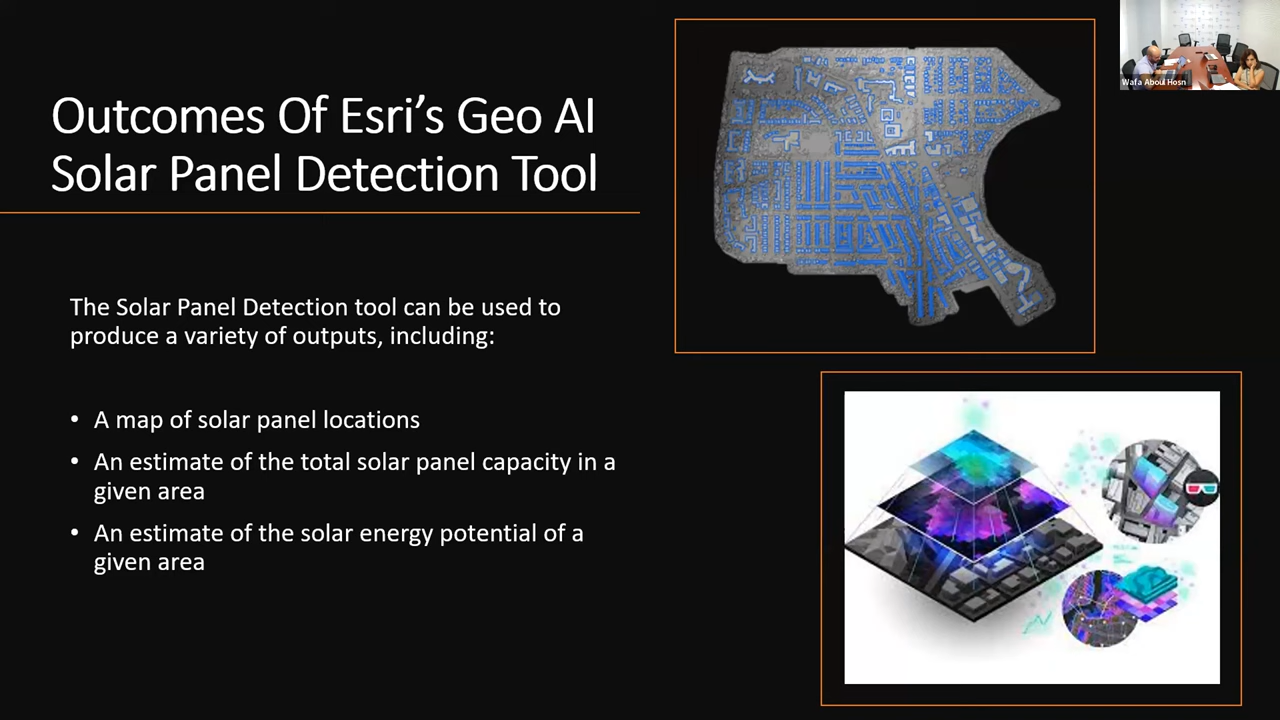 Outcomes Of Esri's Geo AI
Solar Panel Detection Tool
The Solar Panel Detection tool can be used to
produce a variety of outputs, including:
• A map of solar panel locations
• An estimate of the total solar panel capacity in a
given area
• An estimate of the solar energy potential of a
given area
Wafa Aboul Hosn